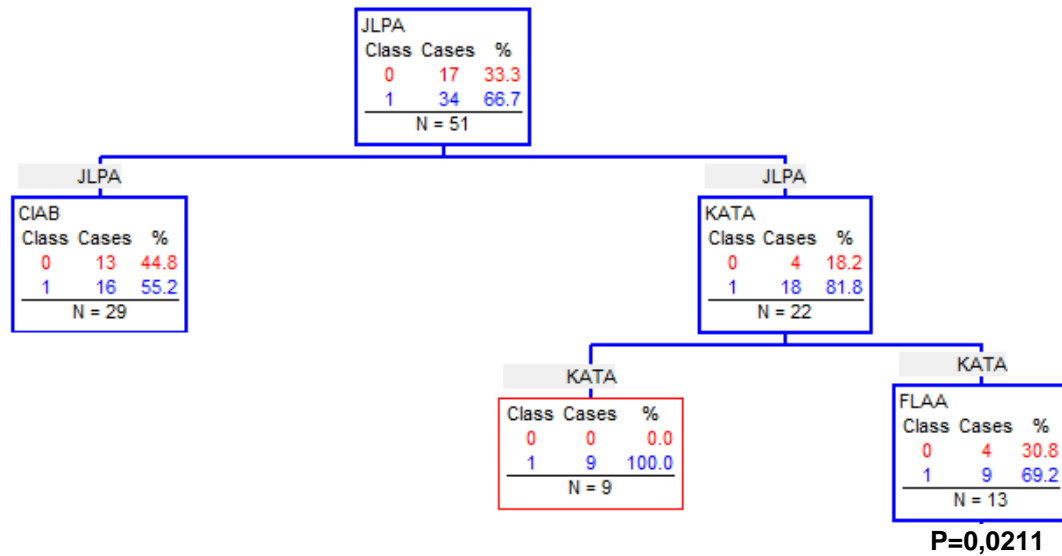 JLPA
Class Cases %
0 17 33.3
1 34 66.7
N = 51
JLPA
JLPA
CIAB
Class Cases %
0 13 44.8
1 16 55.2
N = 29
KATA
Class Cases %
0 4 18.2
1 18 81.8
N = 22
KATA
KATA
Class Cases %
0 0 0.0
1 9 100.0
N = 9
FLAA
Class Cases %
0 4 30.8
1 9 69.2
N = 13
P=0,0211